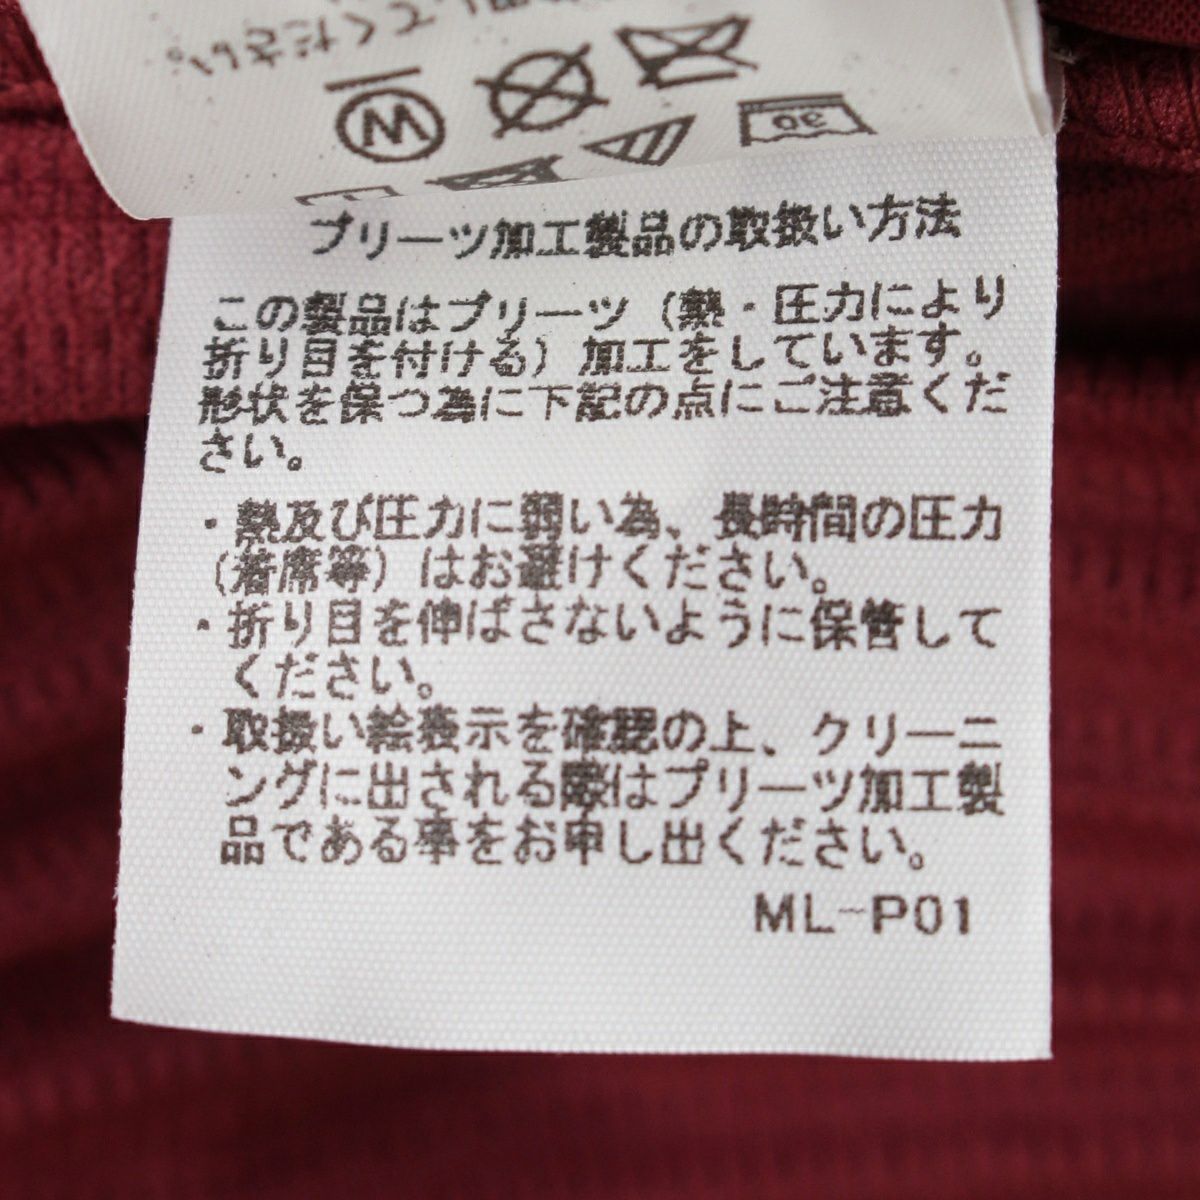 てください。
W
30
プリーツ加工製品の取扱い方法
この製品はプリーツ（熱・圧力により
折り目を付ける）加工をしています。
形状を保つ為に下記の点にご注意くだ
さい。
・熱及び圧力に弱い為、長時間の圧力
（着席等）はお避けください。
・折り目を伸ばさないように保管して
ください。
・取扱い絵表示を確認の上、クリーニ
ングに出される際はプリーツ加工製
品である事をお申し出ください。
ML-P01